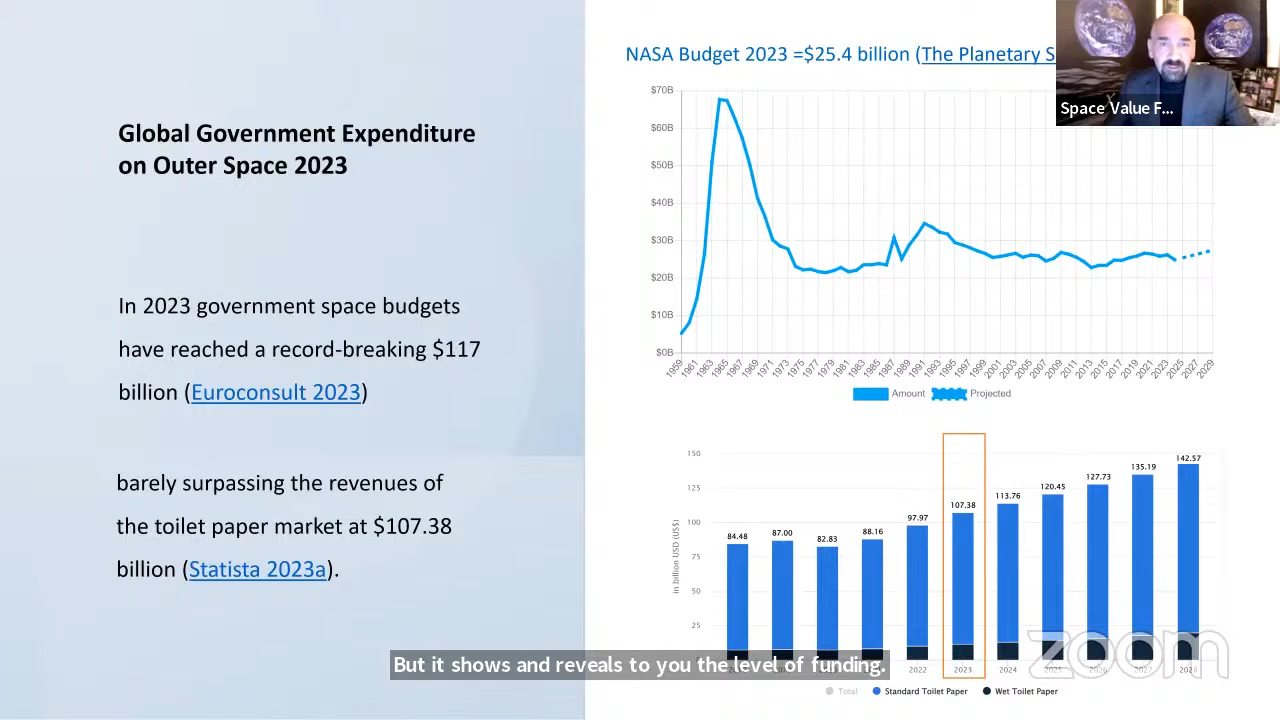 NASA Budget 2023 =$25.4 billion (The Planetary S
Space Value F...
Global Government Expenditure
on Outer Space 2023
In 2023 government space budgets
have reached a record-breaking $117
billion (Euroconsult 2023)
barely surpassing the revenues of
the toilet paper market at $107.38
billion (Statista 2023a).
$70B
$60B
$50B
$40B
$30B
$20B
$10B
$0B
1959 1961 1963 1965 1967 1969 1971 1973 1975 1977 1979 1981 1983 1985 1987 1989 1991 1993 1995 1997 1999 2001 2003 2005 2007 2009 2011 2013 2015 2017 2019 2021 2023 2025 2027 2029
Amount Projected
in billion USD (US$)
150
125
100
75
50
25
84.48 87.00 82.83 88.16 97.97 107.38 113.76 120.45 127.73 135.19 142.57
2022 2023 2024 2025 2026 2027 2028
zoom
But it shows and reveals to you the level of funding.
Total Standard Toilet Paper Wet Toilet Paper